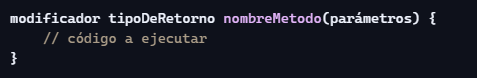 modificador tipoDeRetorno nombreMetodo(parámetros) {
    // código a ejecutar
}